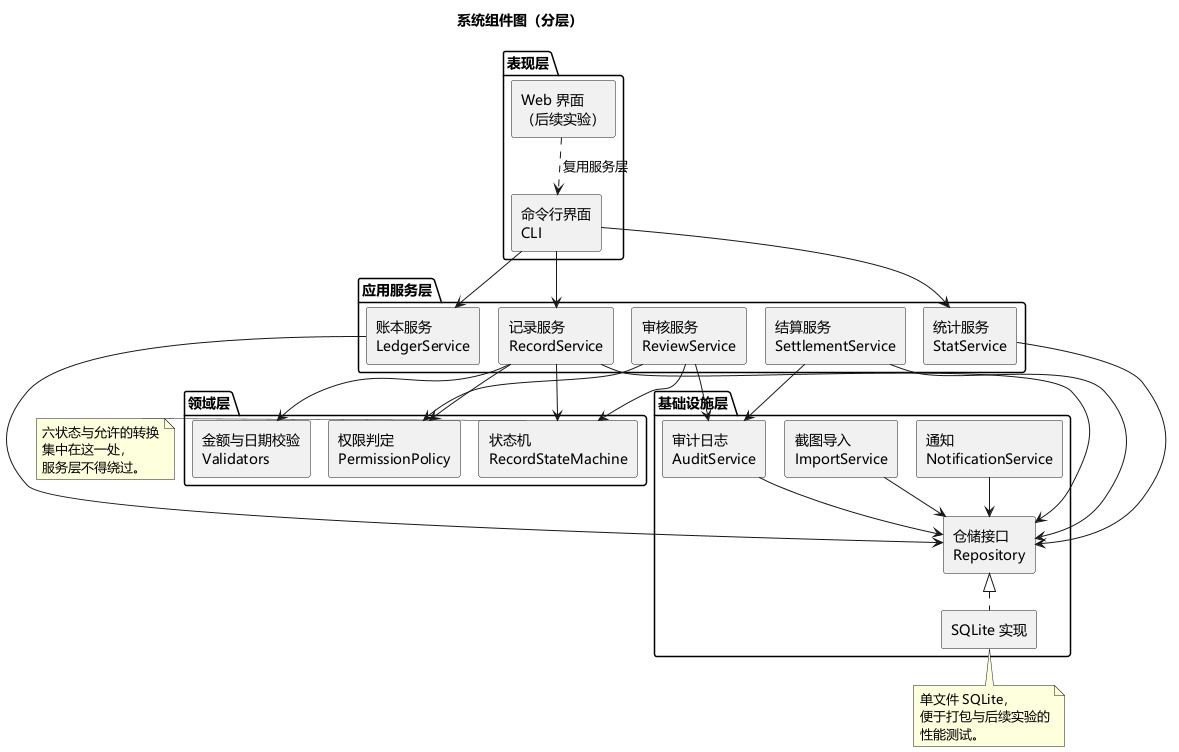 系统组件图（分层）
表现层
Web 界面
（后续实验）
复用服务层
命令行界面
CLI
应用服务层
账本服务
LedgerService
记录服务
RecordService
审核服务
ReviewService
结算服务
SettlementService
统计服务
StatService
领域层
六状态与允许的转换
集中在这一处，
服务层不得绕过。
金额与日期校验
Validators
权限判定
PermissionPolicy
状态机
RecordStateMachine
基础设施层
审计日志
AuditService
截图导入
ImportService
通知
NotificationService
仓储接口
Repository
SQLite 实现
单文件 SQLite，
便于打包与后续实验的
性能测试。